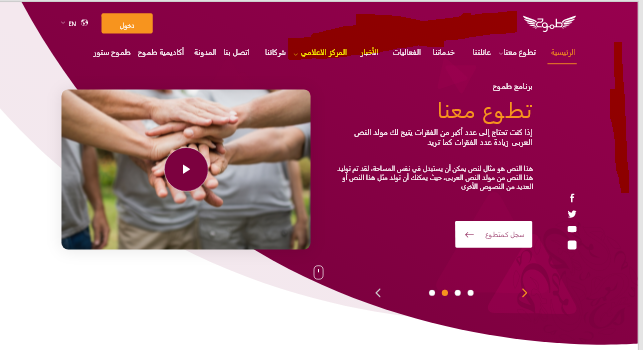 طموح
دخول
EN
الرئيسية
تطوع معنا
عائلتنا
خدماتنا
الفعاليات
الأخبار
المركز الاعلامي
شركائنا
اتصل بنا
المدونة
أكاديمية طموح
طموح ستور
برنامج طموح
تطوع معنا
إذا كنت تحتاج إلى عدد أكبر من الفقرات يتيح لك مولد النص
العربى زيادة عدد الفقرات كما تريد
هذا النص هو مثال لنص يمكن أن يستبدل في نفس المساحة، لقد تم توليد
هذا النص من مولد النص العربى، حيث يمكنك أن تولد مثل هذا النص أو
العديد من النصوص الأخرى
سجل كمتطوع